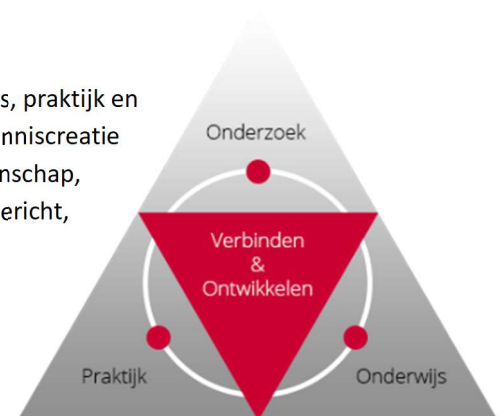 s, praktijk en
nniscreatie
nschap,
ericht,
Onderzoek
Verbinden
&
Ontwikkelen
Praktijk
Onderwijs